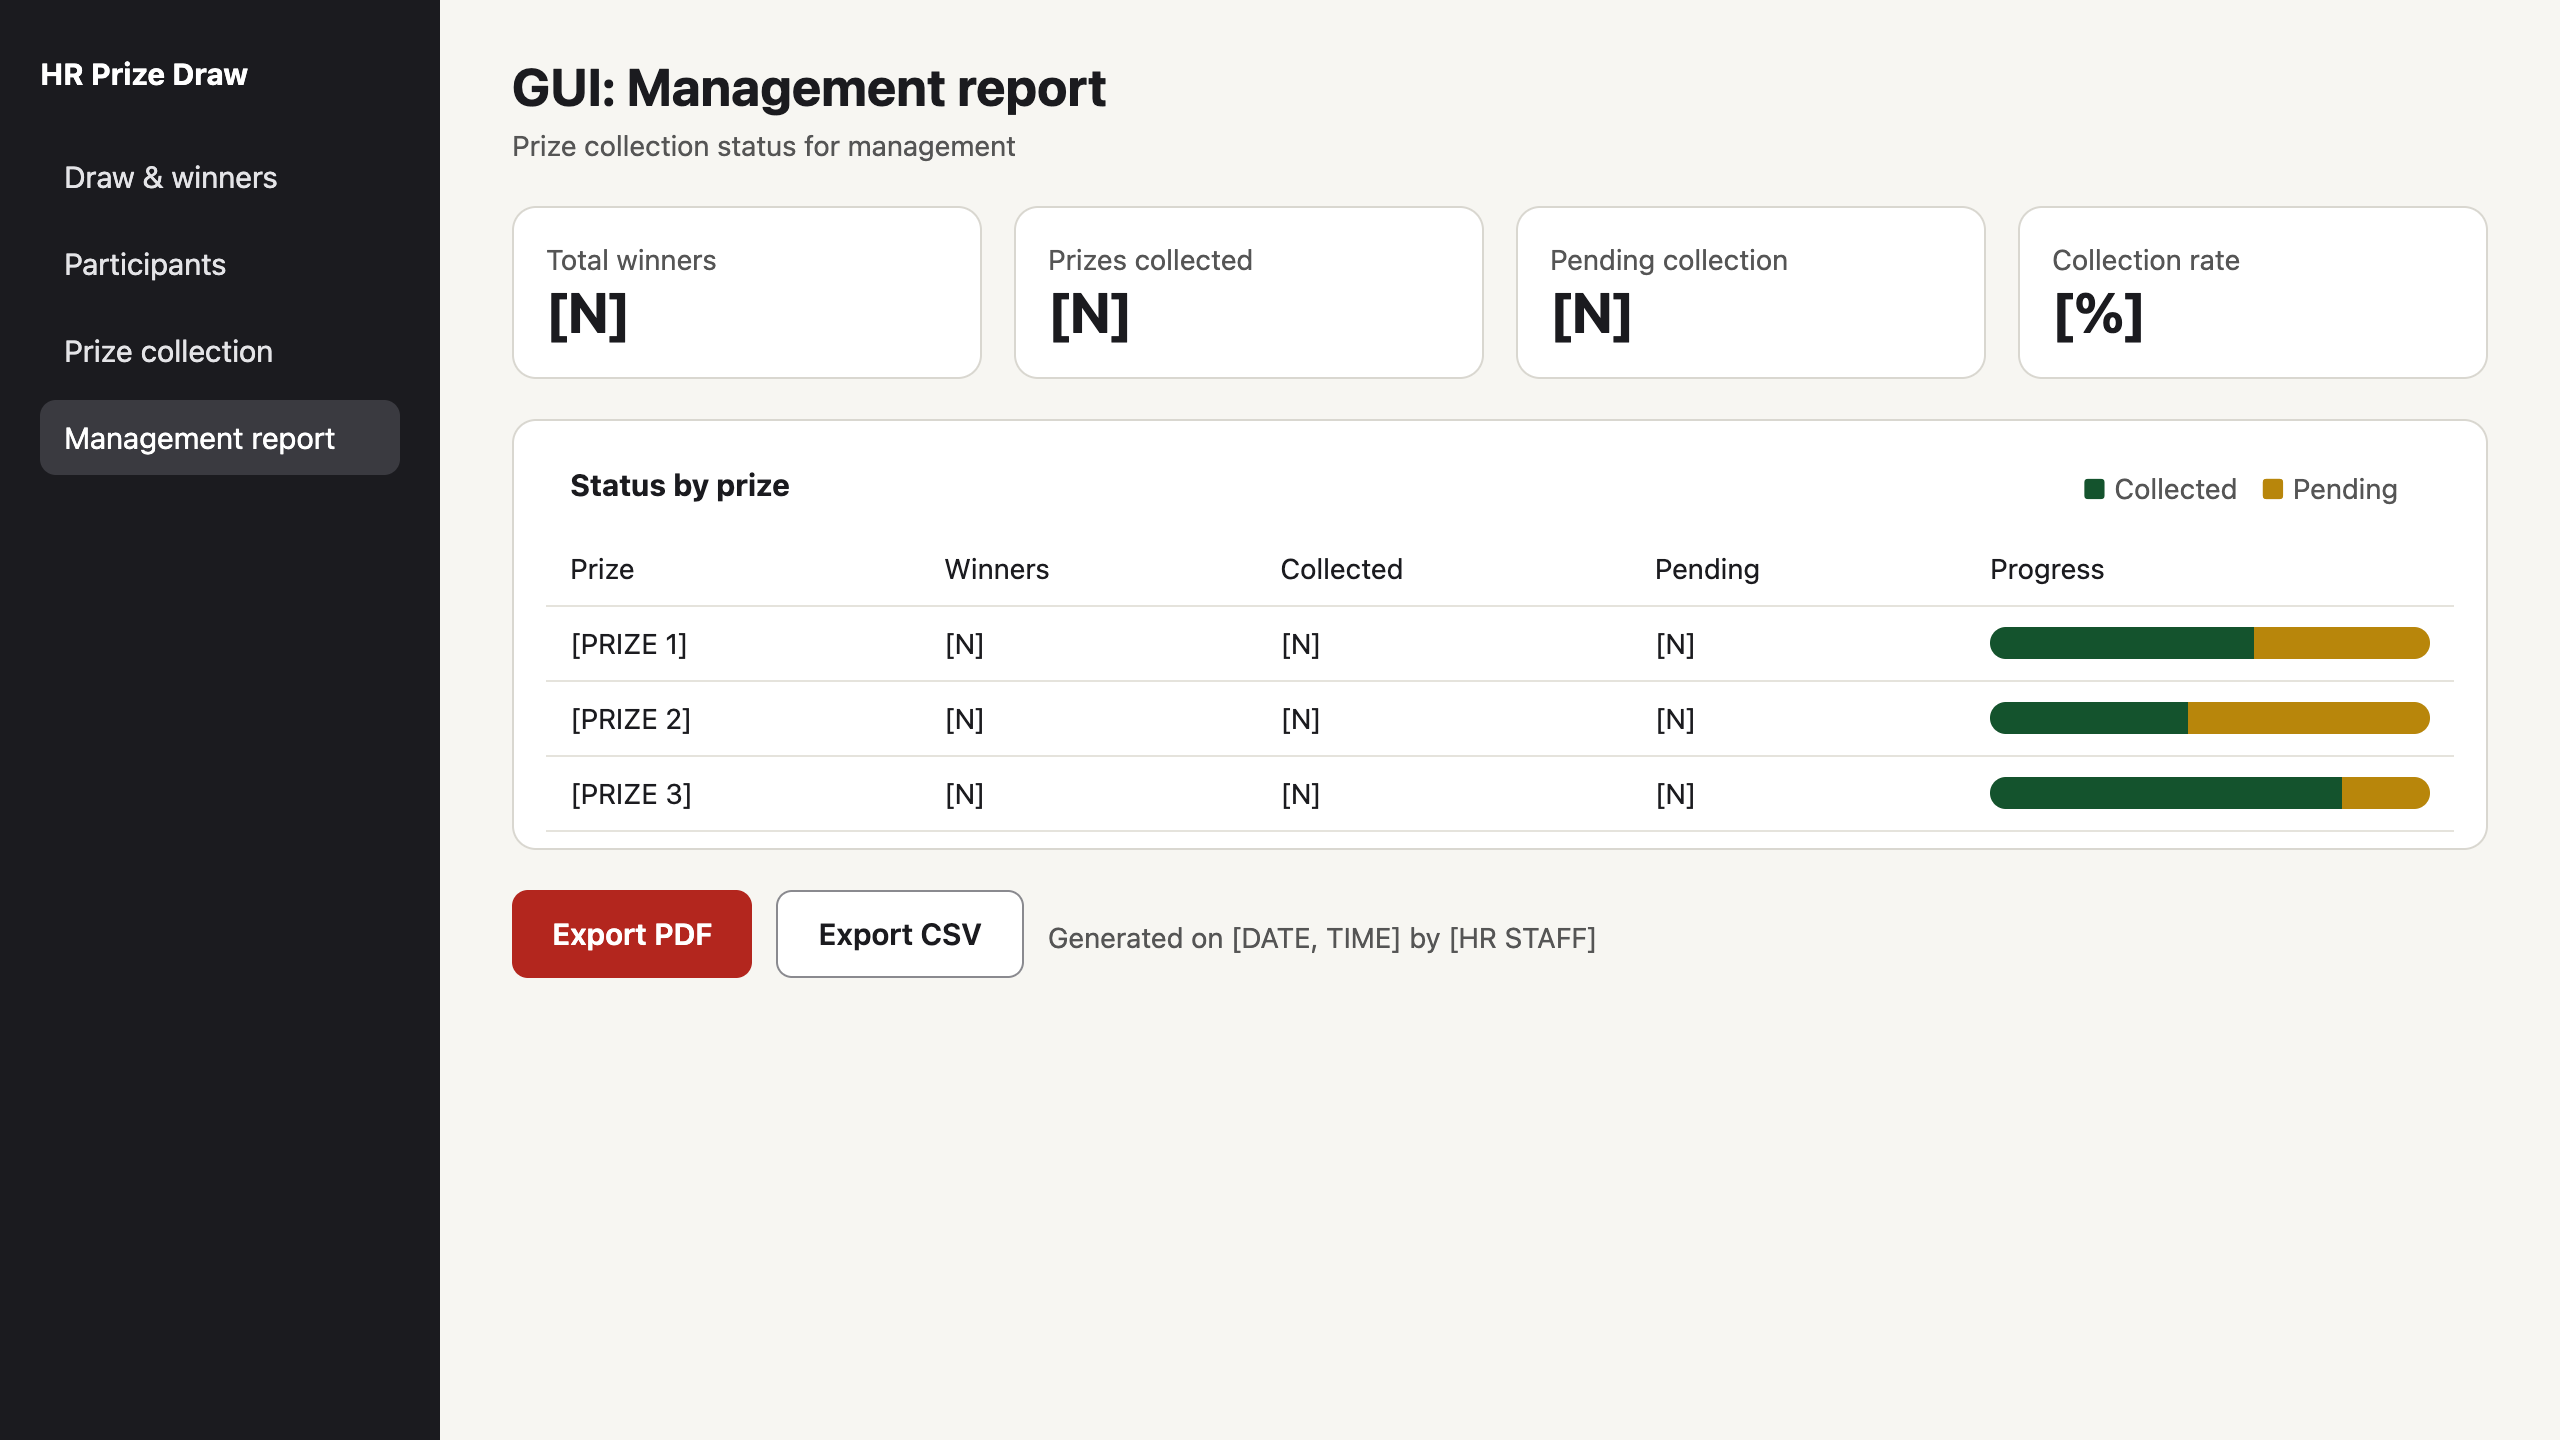 HR Prize Draw
Draw & winners
Participants
Prize collection
Management report
GUI: Management report
Prize collection status for management
Total winners
[N]
Prizes collected
[N]
Pending collection
[N]
Collection rate
[%]
Status by prize
Collected Pending
Prize Winners Collected Pending Progress
[PRIZE 1] [N] [N] [N]
[PRIZE 2] [N] [N] [N]
[PRIZE 3] [N] [N] [N]
Export PDF Export CSV Generated on [DATE, TIME] by [HR STAFF]